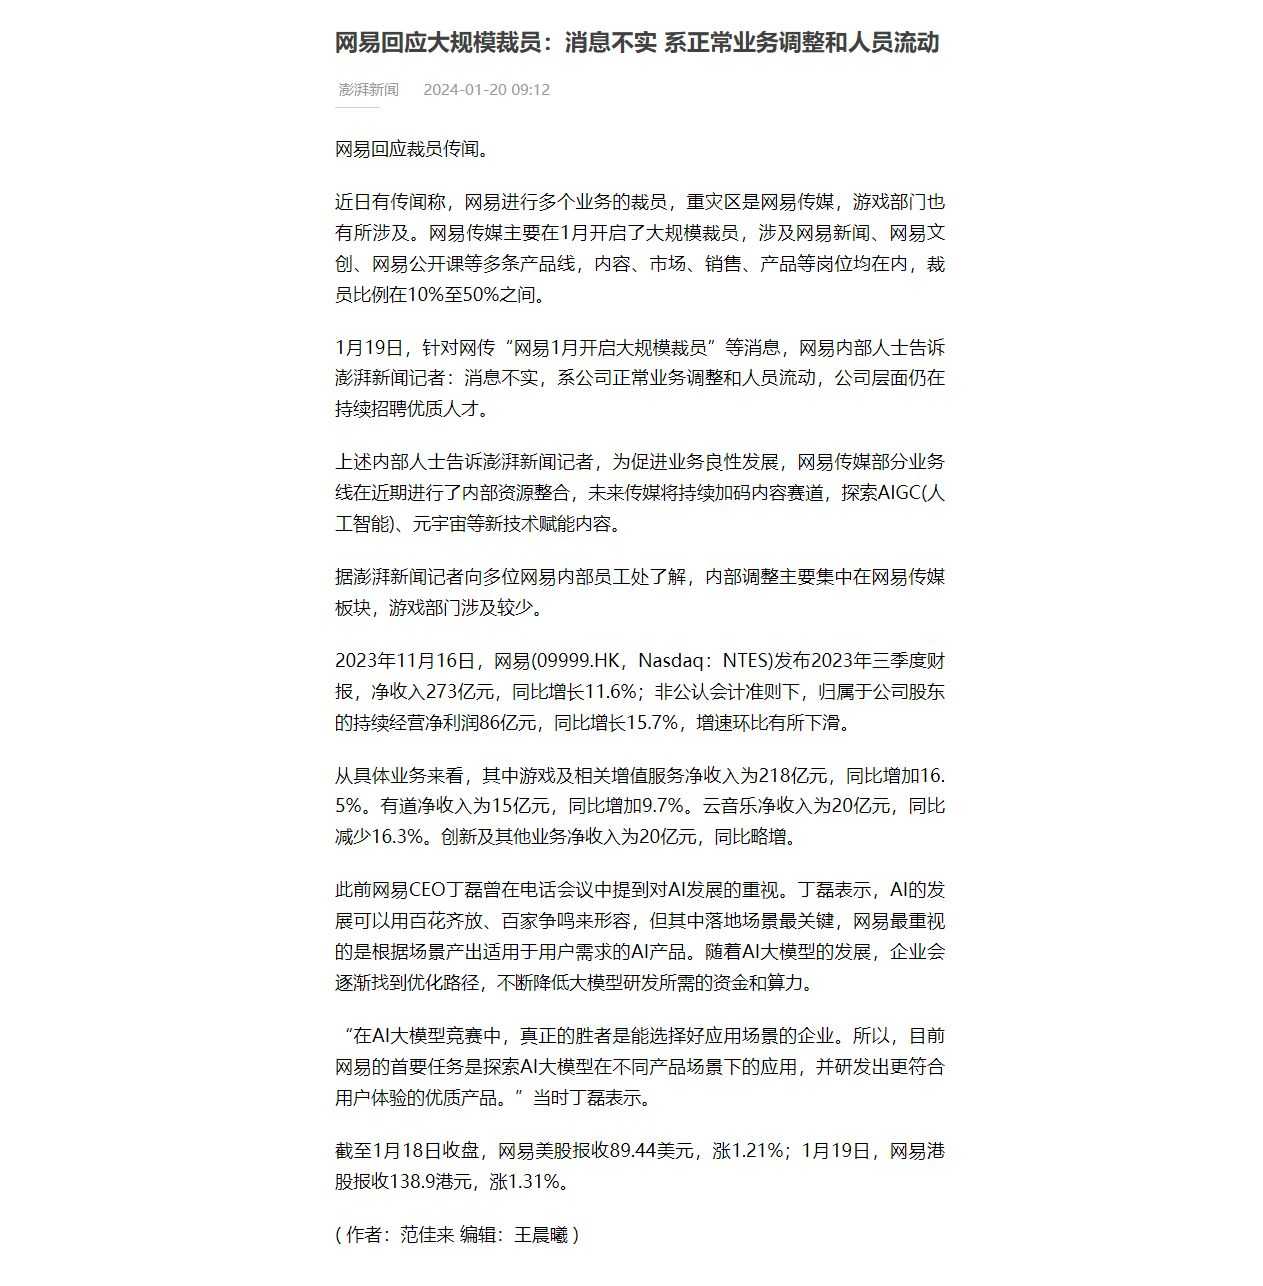 网易回应大规模裁员：消息不实 系正常业务调整和人员流动
澎湃新闻 2024-01-20 09:12
网易回应裁员传闻。
近日有传闻称，网易进行多个业务的裁员，重灾区是网易传媒，游戏部门也
有所涉及。网易传媒主要在1月开启了大规模裁员，涉及网易新闻、网易文
创、网易公开课等多条产品线，内容、市场、销售、产品等岗位均在内，裁
员比例在10%至50%之间。
1月19日，针对网传“网易1月开启大规模裁员”等消息，网易内部人士告诉
澎湃新闻记者：消息不实，系公司正常业务调整和人员流动，公司层面仍在
持续招聘优质人才。
上述内部人士告诉澎湃新闻记者，为促进业务良性发展，网易传媒部分业务
线在近期进行了内部资源整合，未来传媒将持续加码内容赛道，探索AIGC(人
工智能)、元宇宙等新技术赋能内容。
据澎湃新闻记者向多位网易内部员工处了解，内部调整主要集中在网易传媒
板块，游戏部门涉及较少。
2023年11月16日，网易(09999.HK，Nasdaq：NTES)发布2023年三季度财
报，净收入273亿元，同比增长11.6%；非公认会计准则下，归属于公司股东
的持续经营净利润86亿元，同比增长15.7%，增速环比有所下滑。
从具体业务来看，其中游戏及相关增值服务净收入为218亿元，同比增加16.
5%。有道净收入为15亿元，同比增加9.7%。云音乐净收入为20亿元，同比
减少16.3%。创新及其他业务净收入为20亿元，同比略增。
此前网易CEO丁磊曾在电话会议中提到对AI发展的重视。丁磊表示，AI的发
展可以用百花齐放、百家争鸣来形容，但其中落地场景最关键，网易最重视
的是根据场景产出适用于用户需求的AI产品。随着AI大模型的发展，企业会
逐渐找到优化路径，不断降低大模型研发所需的资金和算力。
“在AI大模型竞赛中，真正的胜者是能选择好应用场景的企业。所以，目前
网易的首要任务是探索AI大模型在不同产品场景下的应用，并研发出更符合
用户体验的优质产品。”当时丁磊表示。
截至1月18日收盘，网易美股报收89.44美元，涨1.21%；1月19日，网易港
股报收138.9港元，涨1.31%。
( 作者：范佳来 编辑：王晨曦 )